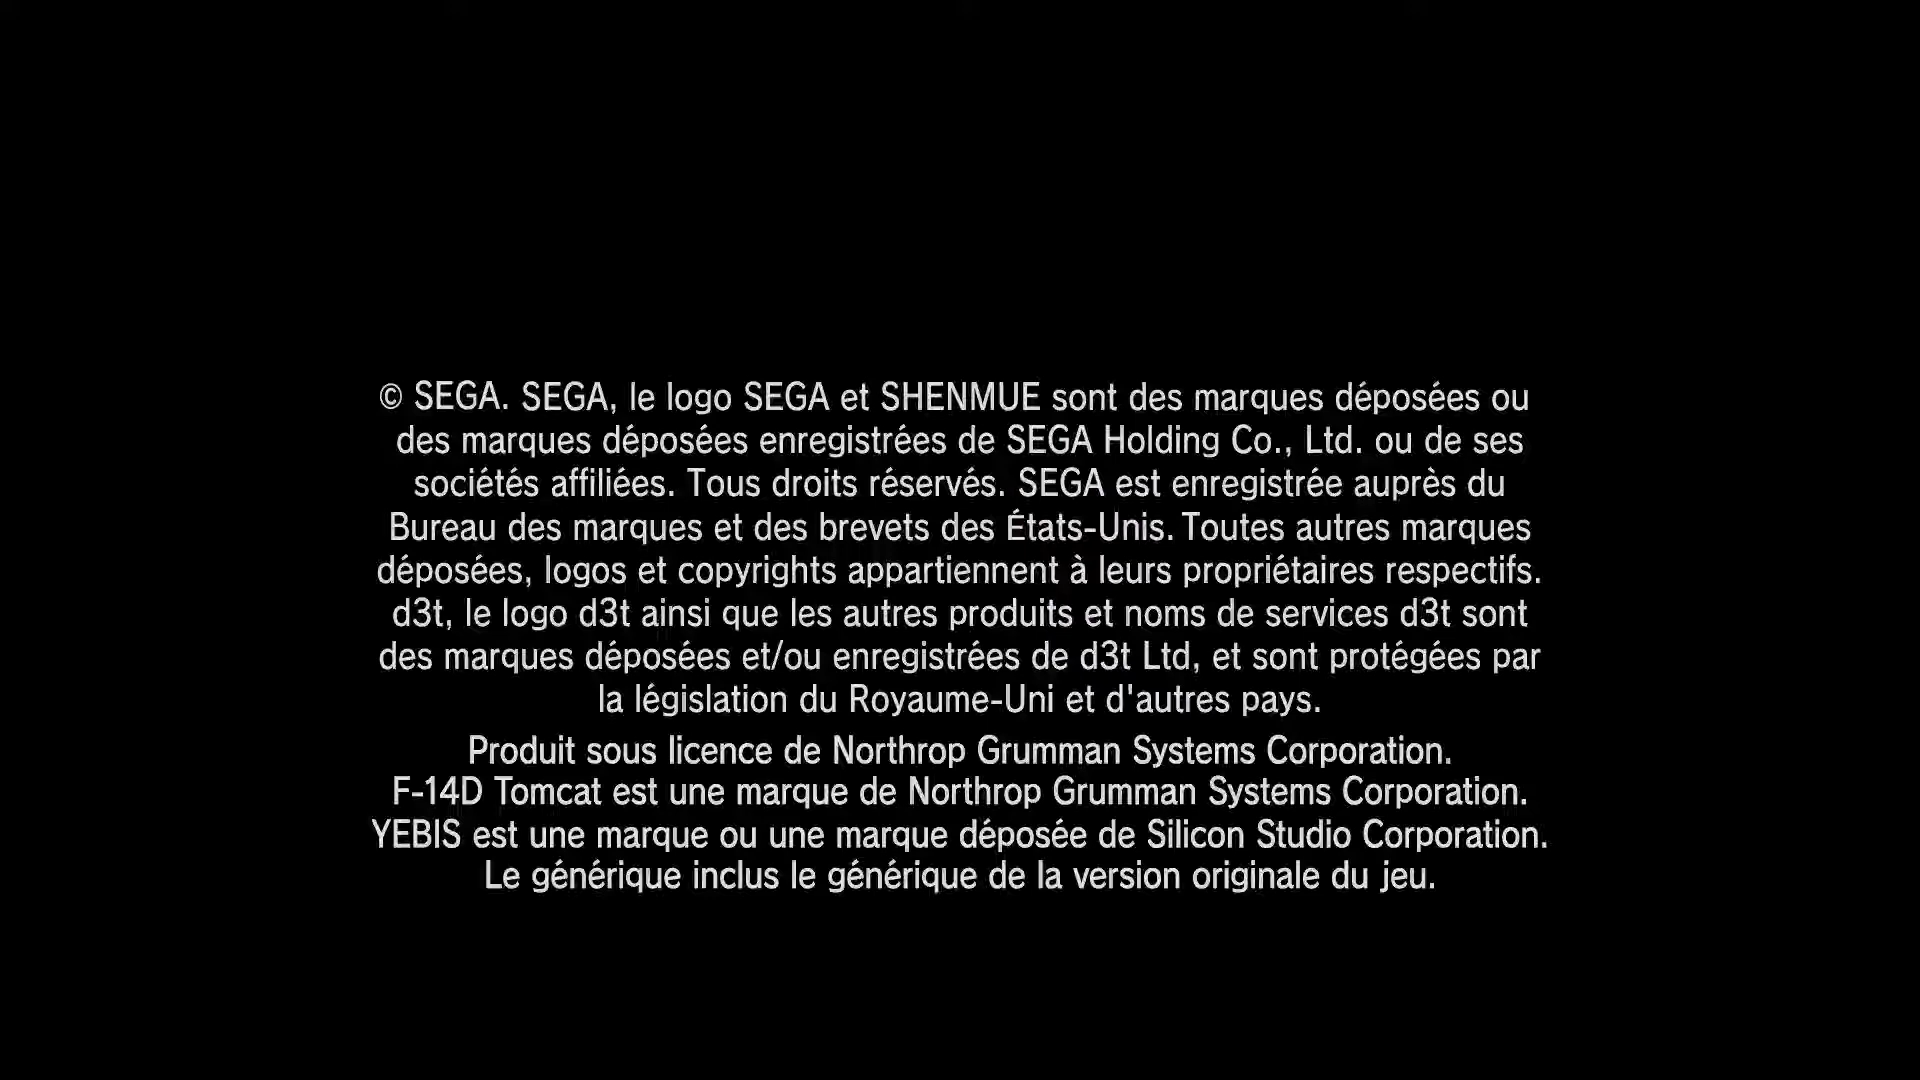 © SEGA. SEGA, le logo SEGA et SHENMUE sont des marques déposées ou
des marques déposées enregistrées de SEGA Holding Co., Ltd. ou de ses
sociétés affiliées. Tous droits réservés. SEGA est enregistrée auprès du
Bureau des marques et des brevets des États-Unis. Toutes autres marques
déposées, logos et copyrights appartiennent à leurs propriétaires respectifs.
d3t, le logo d3t ainsi que les autres produits et noms de services d3t sont
des marques déposées et/ou enregistrées de d3t Ltd, et sont protégées par
la législation du Royaume-Uni et d'autres pays.
Produit sous licence de Northrop Grumman Systems Corporation.
F-14D Tomcat est une marque de Northrop Grumman Systems Corporation.
YEBIS est une marque ou une marque déposée de Silicon Studio Corporation.
Le générique inclus le générique de la version originale du jeu.